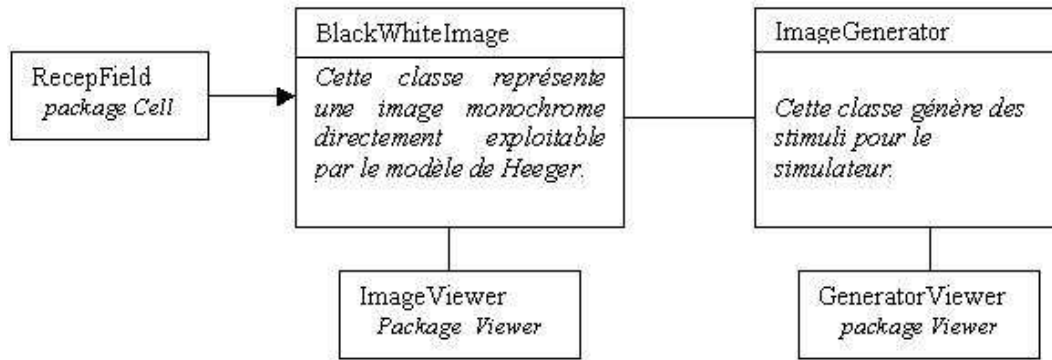 RecepField
package Cell
BlackWhiteImage
Cette classe représente
une image monochrome
directement exploitable
par le modèle de Heeger.
ImageGenerator
Cette classe génère des
stimuli pour le
simulateur.
ImageViewer
Package Viewer
GeneratorViewer
package Viewer